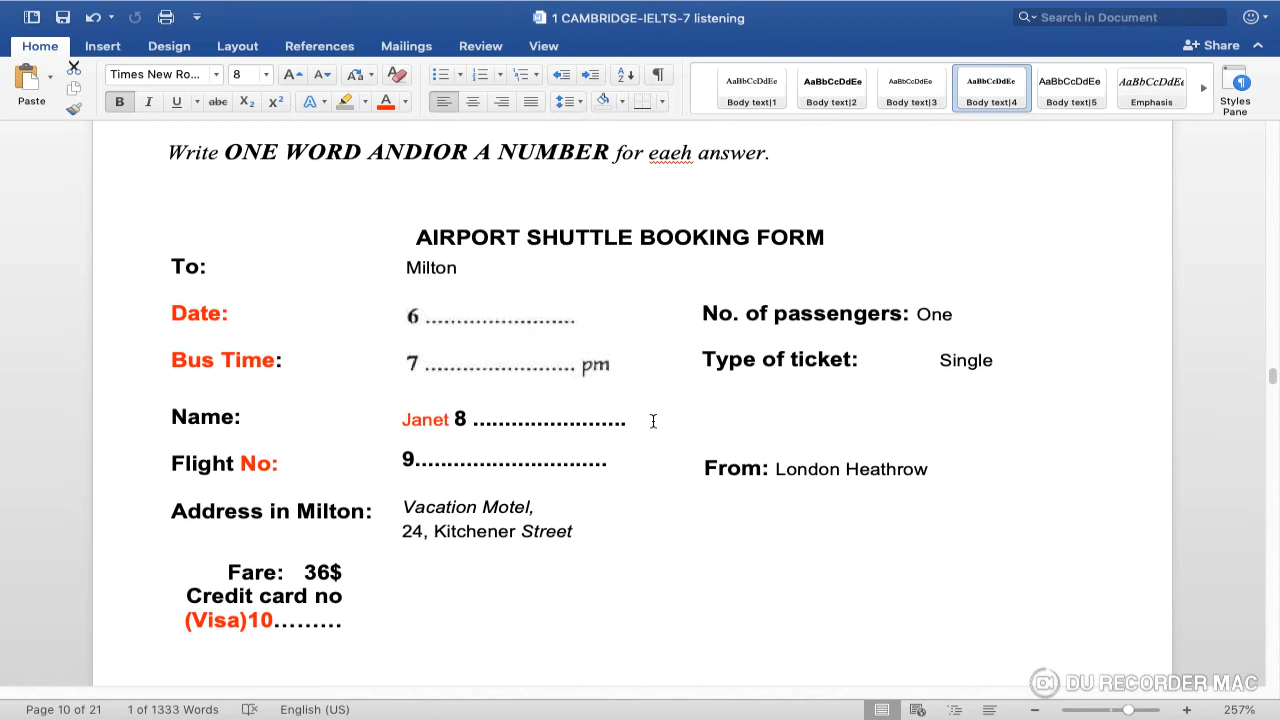 1 CAMBRIDGE-IELTS-7 listening
Search in Document
Home Insert Design Layout References Mailings Review View
Share
Paste
Times New Ro... 8
B I U abc X₂ X² A A
AaBbCcDdEe AaBbCcDdEe AaBbCcDdEe AaBbCcDdEe AaBbCcDdEe AaBbCcDdEe
Body text|1 Body text|2 Body text|3 Body text|4 Body text|5 Emphasis
Styles Pane
Write ONE WORD ANDIOR A NUMBER for eaeh answer.
AIRPORT SHUTTLE BOOKING FORM
To: Milton
Date: 6 ........................ No. of passengers: One
Bus Time: 7 ........................ pm Type of ticket: Single
Name: Janet 8 ........................
Flight No: 9.............................. From: London Heathrow
Address in Milton: Vacation Motel,
24, Kitchener Street
Fare: 36$
Credit card no
(Visa)10.........
DU RECORDER MAC
Page 10 of 21 1 of 1333 Words English (US) 257%